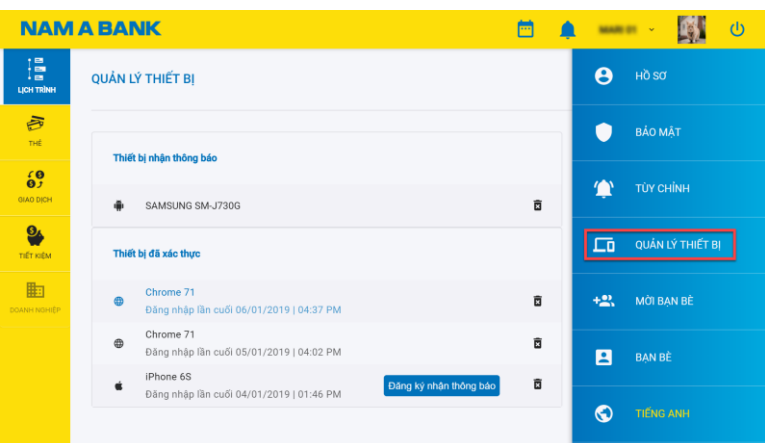 NAM A BANK
LỊCH TRÌNH
THẺ
GIAO DỊCH
TIẾT KIỆM
DOANH NGHIỆP
QUẢN LÝ THIẾT BỊ
Thiết bị nhận thông báo
SAMSUNG SM-J730G
Thiết bị đã xác thực
Chrome 71
Đăng nhập lần cuối 06/01/2019 | 04:37 PM
Chrome 71
Đăng nhập lần cuối 05/01/2019 | 04:02 PM
iPhone 6S
Đăng nhập lần cuối 04/01/2019 | 01:46 PM
Đăng ký nhận thông báo
HỒ SƠ
BẢO MẬT
TÙY CHỈNH
QUẢN LÝ THIẾT BỊ
MỜI BẠN BÈ
BẠN BÈ
TIẾNG ANH